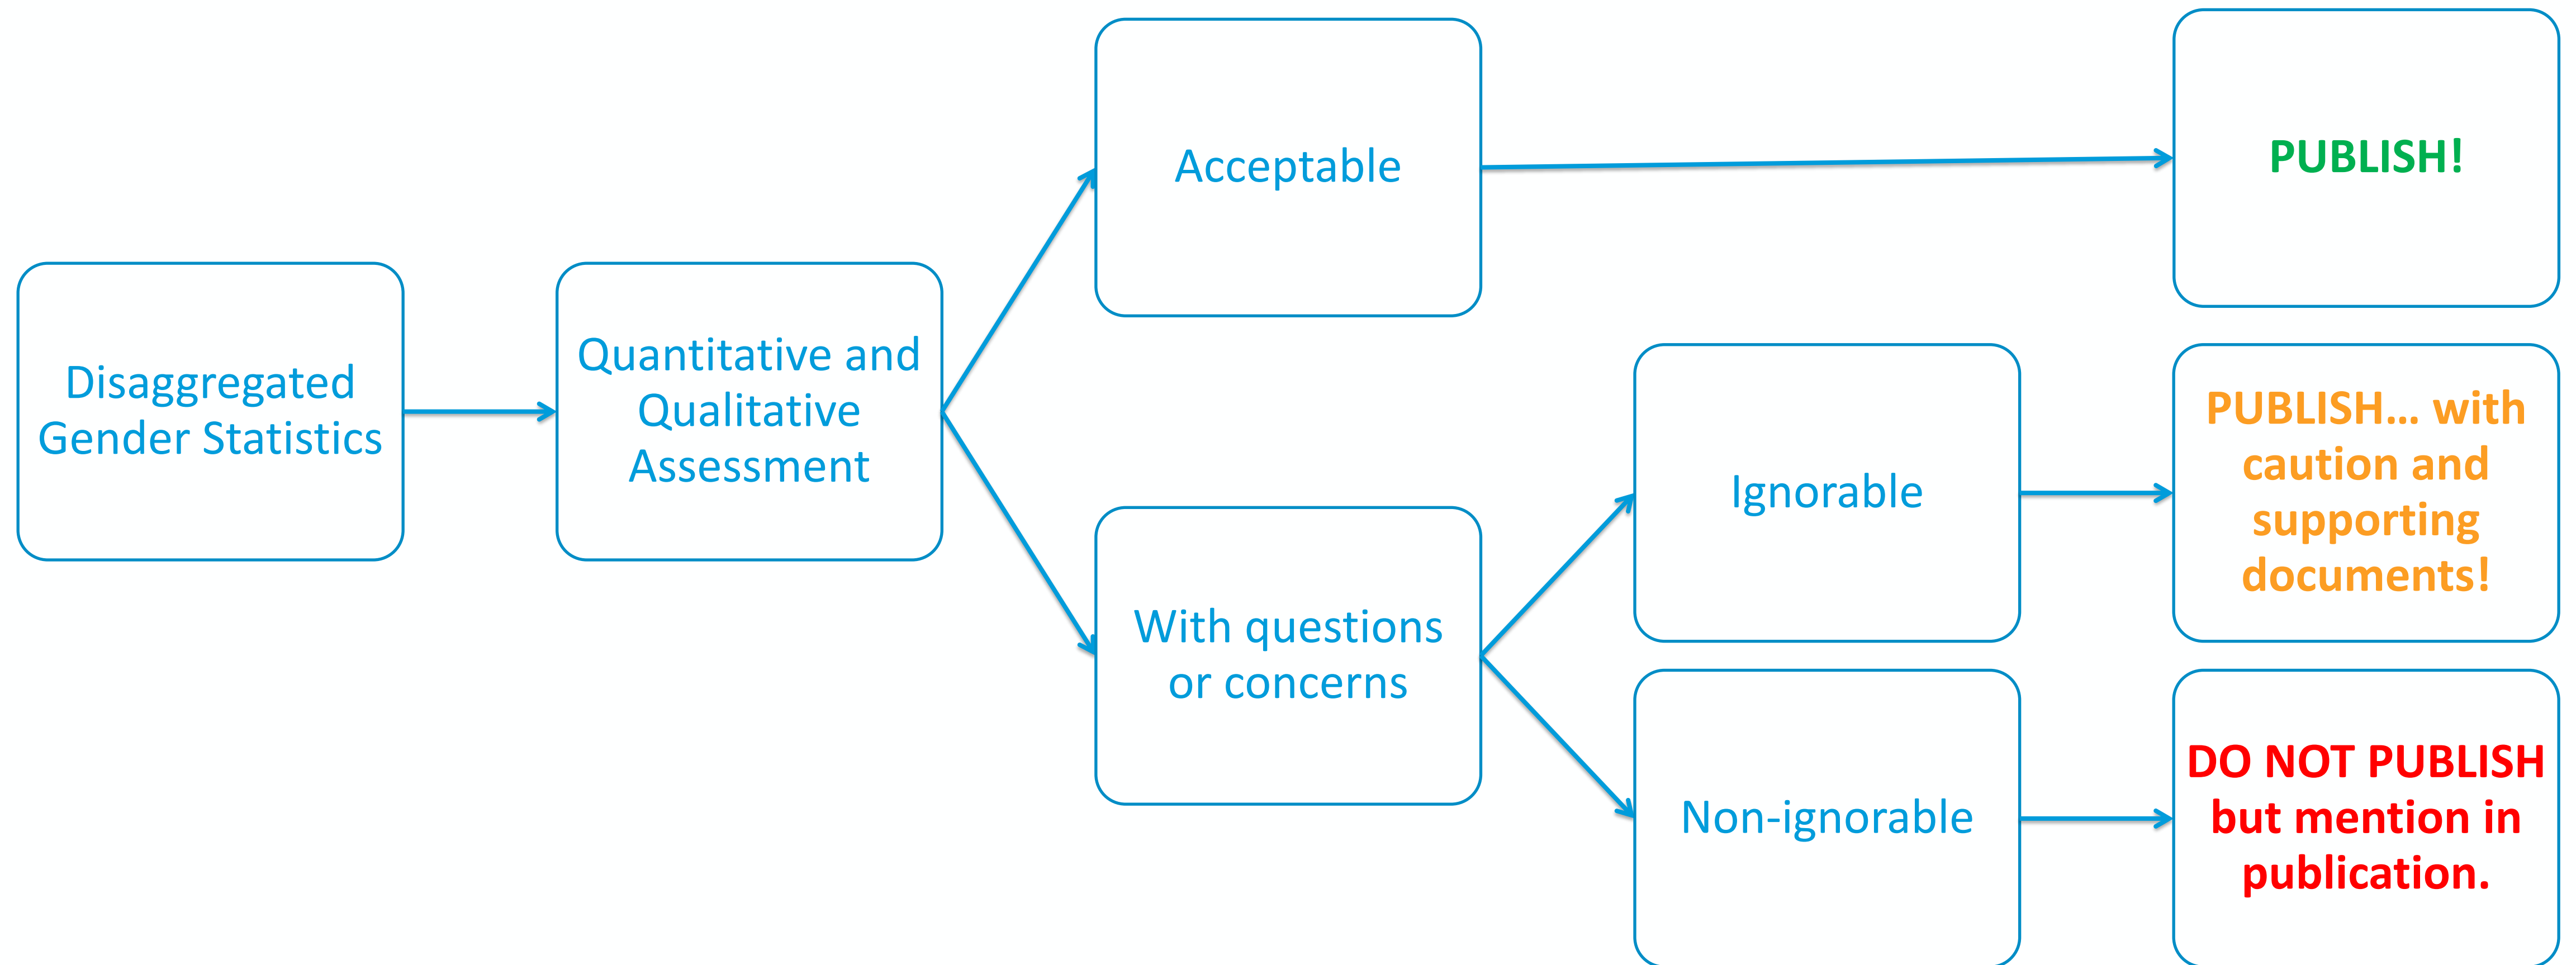 Disaggregated
Gender Statistics
Quantitative and
Qualitative
Assessment
Acceptable
PUBLISH!
With questions
or concerns
Ignorable
PUBLISH... with
caution and
supporting
documents!
Non-ignorable
DO NOT PUBLISH
but mention in
publication.